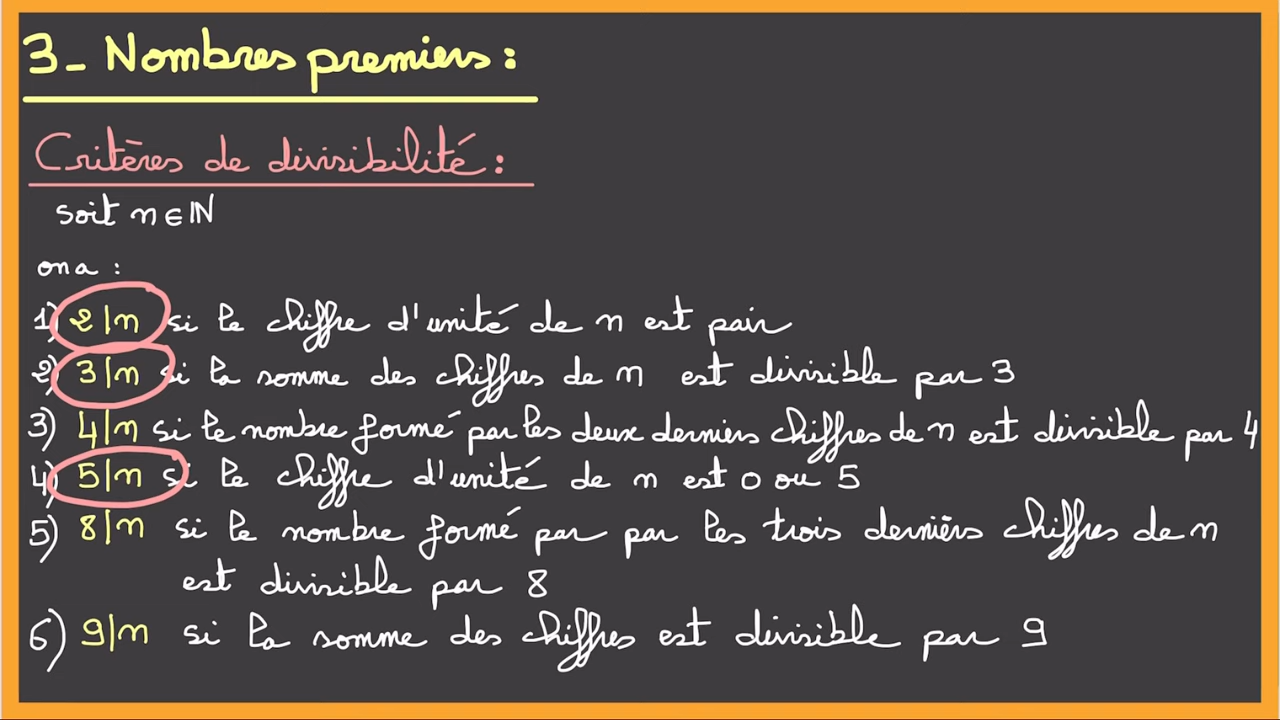 3_ Nombres premiers :
Critères de divisibilité :
soit n ∈ ℕ
on a :
1) 2|n si le chiffre d'unité de n est pair
2) 3|n si la somme des chiffres de n est divisible par 3
3) 4|n si le nombre formé par les deux derniers chiffres de n est divisible par 4
4) 5|n si le chiffre d'unité de n est 0 ou 5
5) 8|n si le nombre formé par par les trois derniers chiffres de n
est divisible par 8
6) 9|n si la somme des chiffres est divisible par 9